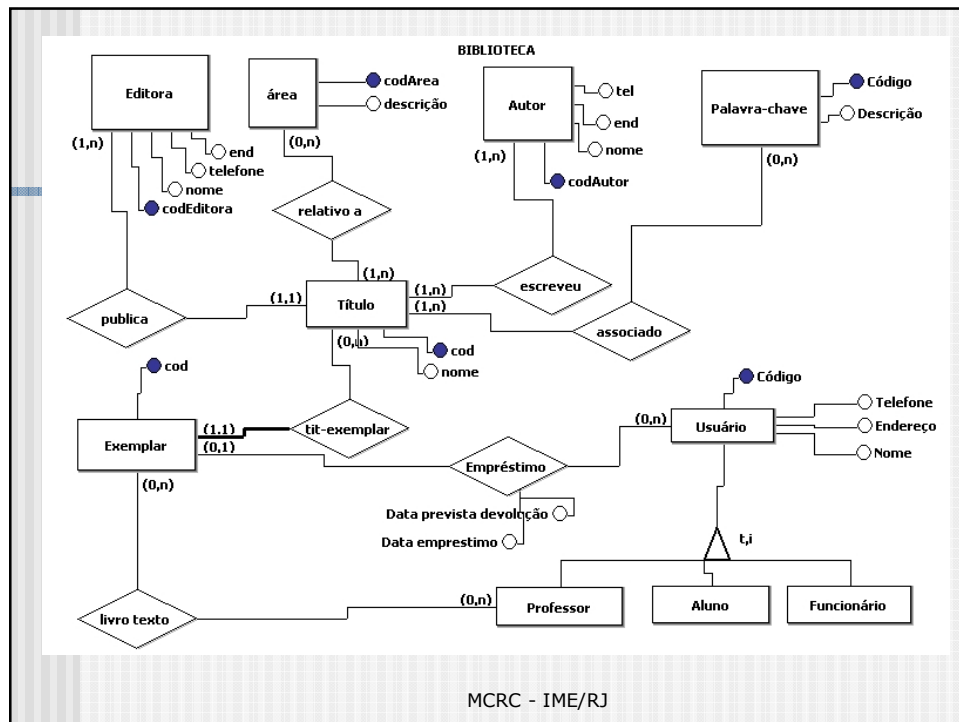 BIBLIOTECA
Editora
área
codArea
descrição
Autor
tel
end
nome
codAutor
Palavra-chave
Código
Descrição
(1,n)
end
telefone
nome
codEditora
(0,n)
(1,n)
(0,n)
relativo a
publica
(1,1)
(1,n)
Título
(1,n)
(1,n)
escreveu
associado
(0,n)
cod
nome
cod
Exemplar
(1,1)
(0,1)
tit-exemplar
(0,n)
Empréstimo
Data prevista devolução
Data emprestimo
(0,n)
Usuário
Código
Telefone
Endereço
Nome
t,i
livro texto
(0,n)
Professor
Aluno
Funcionário
MCRC - IME/RJ